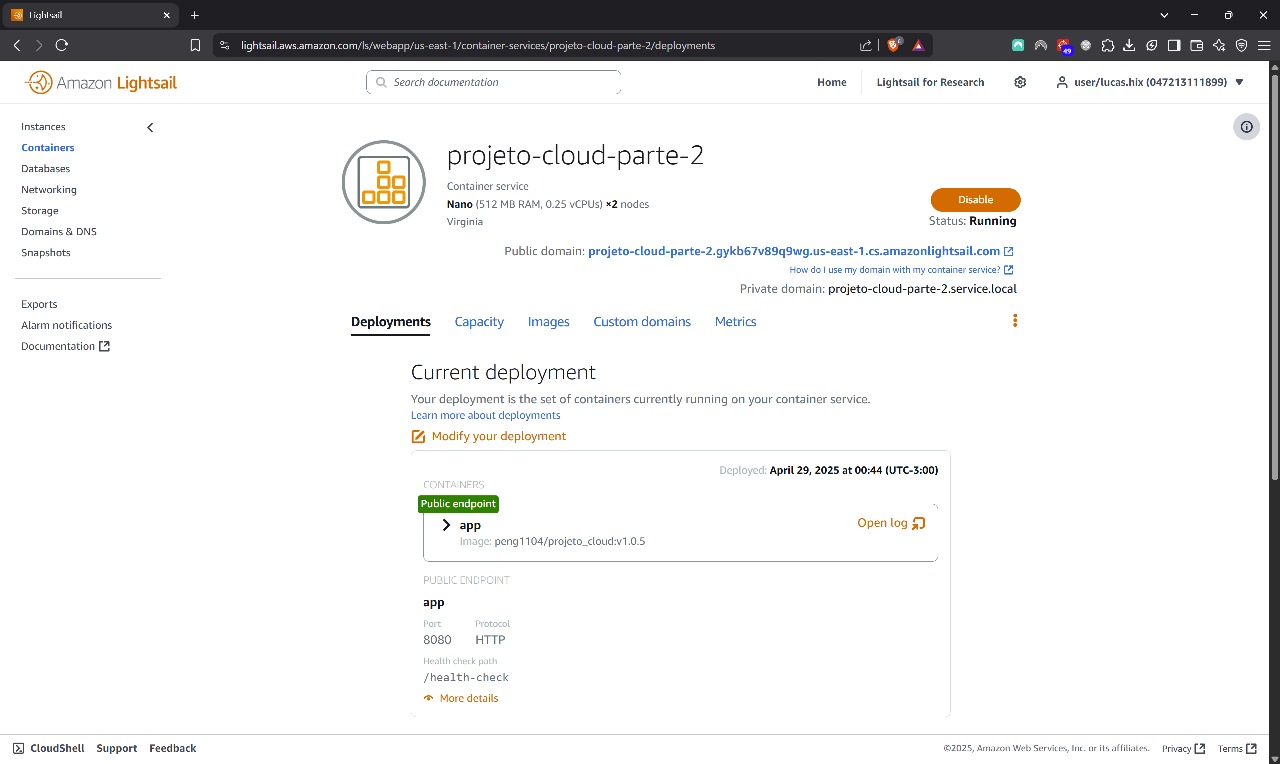 Lightsail
lightsail.aws.amazon.com/ls/webapp/us-east-1/container-services/projeto-cloud-parte-2/deployments
6
49
Amazon Lightsail
Search documentation
Home
Lightsail for Research
user/lucas.hix (047213111899)
Instances
Containers
Databases
Networking
Storage
Domains & DNS
Snapshots
Exports
Alarm notifications
Documentation
projeto-cloud-parte-2
Container service
Nano (512 MB RAM, 0.25 vCPUs) ×2 nodes
Virginia
Disable
Status: Running
Public domain: projeto-cloud-parte-2.gykb67v89q9wg.us-east-1.cs.amazonlightsail.com
How do I use my domain with my container service?
Private domain: projeto-cloud-parte-2.service.local
Deployments Capacity Images Custom domains Metrics
Current deployment
Your deployment is the set of containers currently running on your container service.
Learn more about deployments
Modify your deployment
Deployed: April 29, 2025 at 00:44 (UTC-3:00)
CONTAINERS
Public endpoint
app
Open log
Image: peng1104/projeto_cloud:v1.0.5
PUBLIC ENDPOINT
app
Port Protocol
8080 HTTP
Health check path
/health-check
More details
CloudShell Support Feedback
©2025, Amazon Web Services, Inc. or its affiliates. Privacy Terms